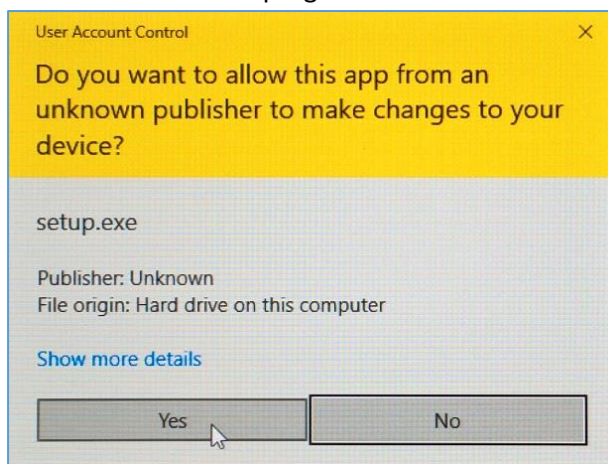 User Account Control
Do you want to allow this app from an
unknown publisher to make changes to your
device?
setup.exe
Publisher: Unknown
File origin: Hard drive on this computer
Show more details
Yes
No